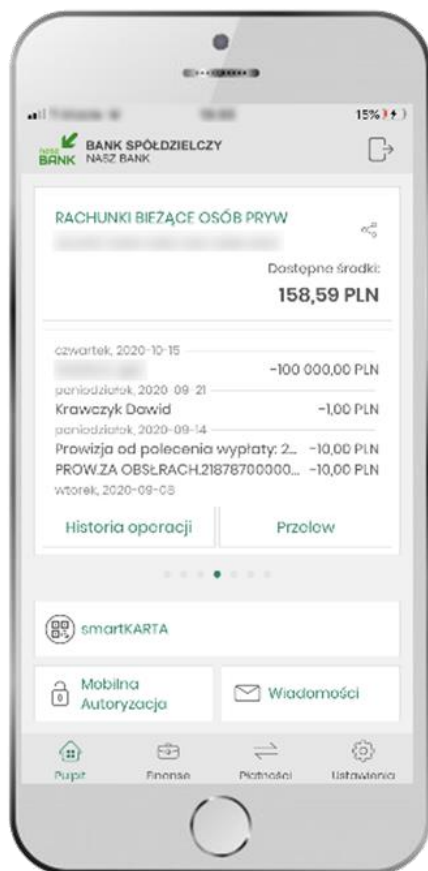 15%
NASZ BANK
BANK SPÓŁDZIELCZY
NASZ BANK
RACHUNKI BIEŻĄCE OSÓB PRYW
Dostępne środki:
158,59 PLN
czwartek, 2020-10-15
-100 000,00 PLN
poniedziałek, 2020-09-21
Krawczyk Dawid -1,00 PLN
poniedziałek, 2020-09-14
Prowizja od polecenia wypłaty: 2... -10,00 PLN
PROW.ZA OBSŁ.RACH.21878700000... -10,00 PLN
wtorek, 2020-09-08
Historia operacji Przelew
smartKARTA
Mobilna
Autoryzacja
Wiadomości
Pulpit Finanse Płatności Ustawienia